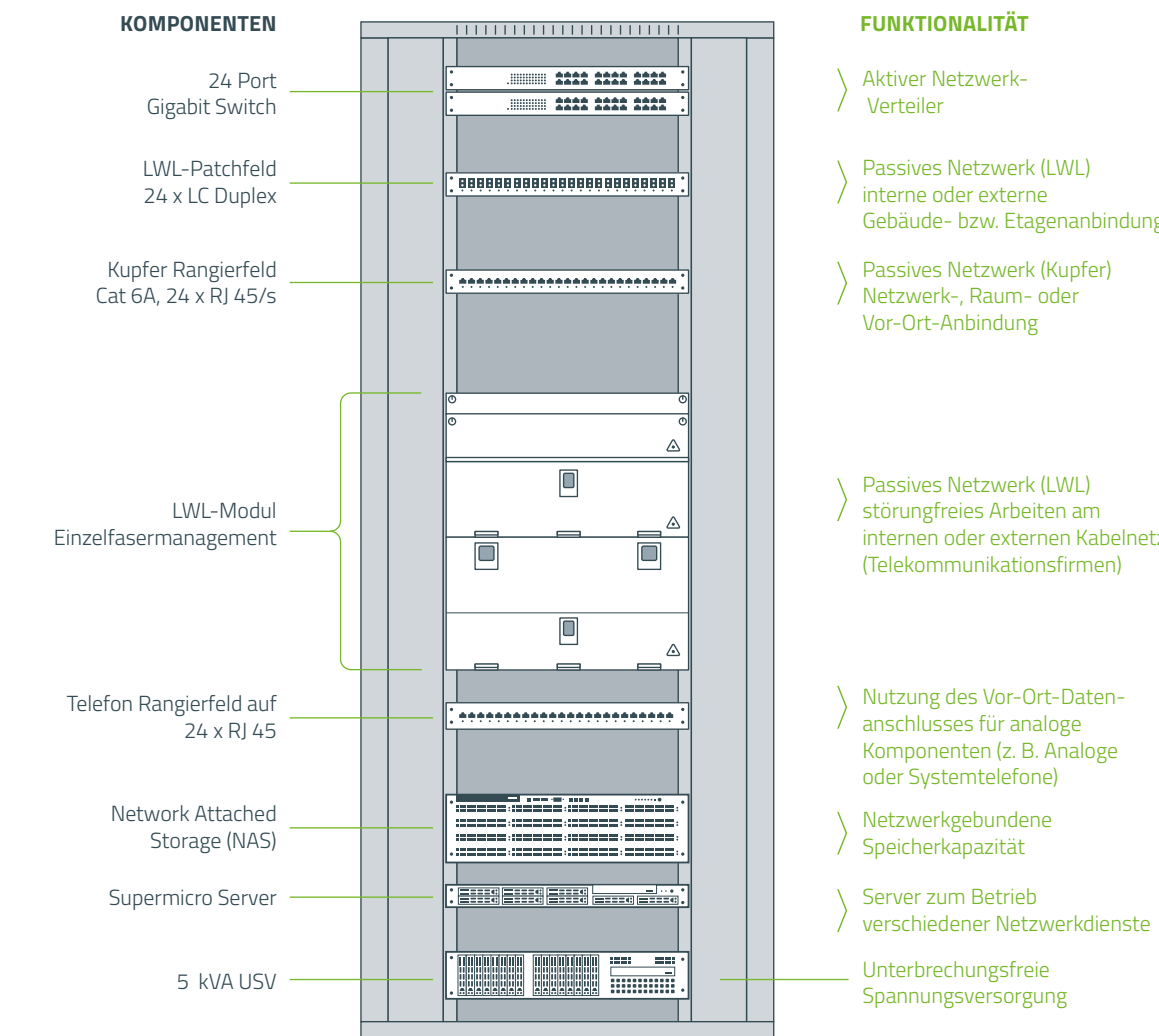 KOMPONENTEN
FUNKTIONALITÄT
24 Port
Gigabit Switch
Aktiver Netzwerk-
Verteiler
LWL-Patchfeld
24 x LC Duplex
Passives Netzwerk (LWL)
interne oder externe
Gebäude- bzw. Etagenanbindung
Kupfer Rangierfeld
Cat 6A, 24 x RJ 45/s
Passives Netzwerk (Kupfer)
Netzwerk-, Raum- oder
Vor-Ort-Anbindung
LWL-Modul
Einzelfasermanagement
Passives Netzwerk (LWL)
störungfreies Arbeiten am
internen oder externen Kabelnetz
(Telekommunikationsfirmen)
Telefon Rangierfeld auf
24 x RJ 45
Nutzung des Vor-Ort-Daten-
anschlusses für analoge
Komponenten (z. B. Analoge
oder Systemtelefone)
Network Attached
Storage (NAS)
Netzwerkgebundene
Speicherkapazität
Supermicro Server
Server zum Betrieb
verschiedener Netzwerkdienste
5 kVA USV
Unterbrechungsfreie
Spannungsversorgung